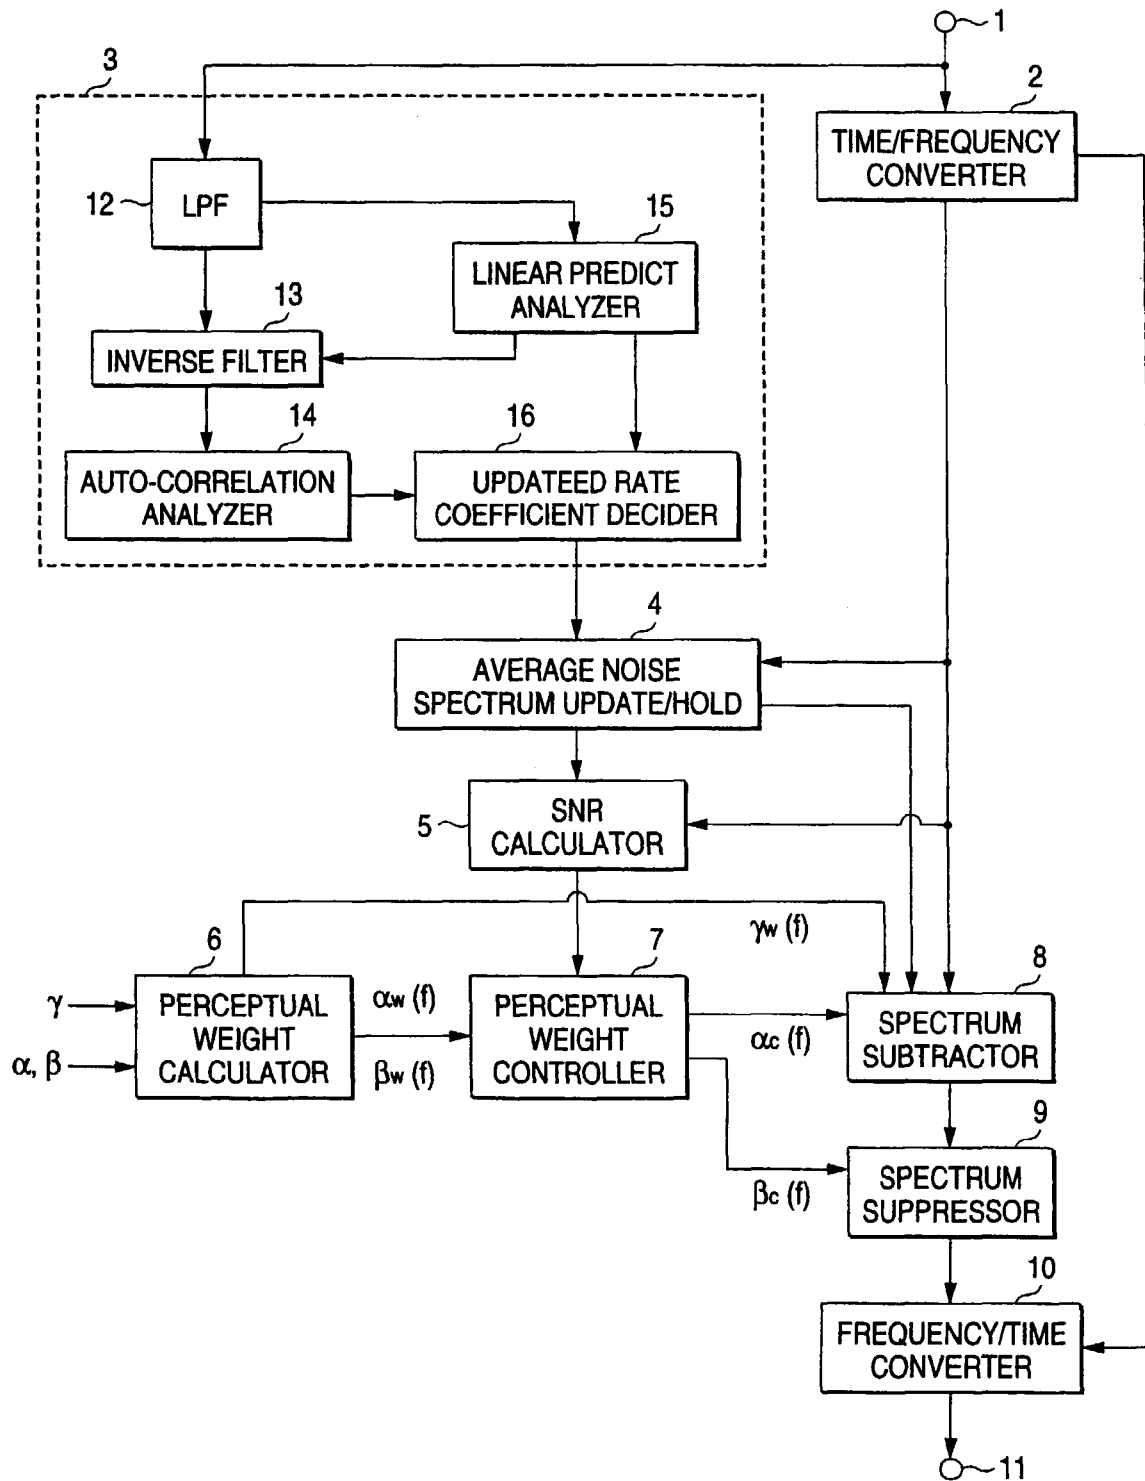 1
3
2
TIME/FREQUENCY
CONVERTER
12
LPF
15
LINEAR PREDICT
ANALYZER
13
INVERSE FILTER
14
AUTO-CORRELATION
ANALYZER
16
UPDATEED RATE
COEFFICIENT DECIDER
4
AVERAGE NOISE
SPECTRUM UPDATE/HOLD
5
SNR
CALCULATOR
γw (f)
6
PERCEPTUAL
WEIGHT
CALCULATOR
γ
α, β
αw (f)
βw (f)
7
PERCEPTUAL
WEIGHT
CONTROLLER
αc (f)
βc (f)
8
SPECTRUM
SUBTRACTOR
9
SPECTRUM
SUPPRESSOR
10
FREQUENCY/TIME
CONVERTER
11